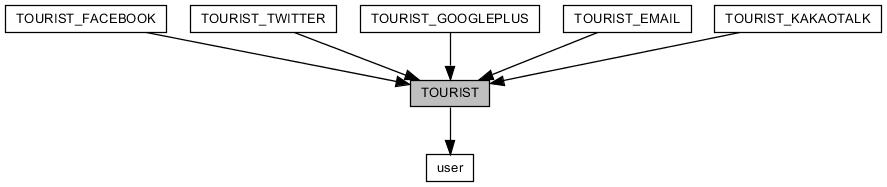 TOURIST_FACEBOOK
TOURIST_TWITTER
TOURIST_GOOGLEPLUS
TOURIST_EMAIL
TOURIST_KAKAOTALK
TOURIST
user